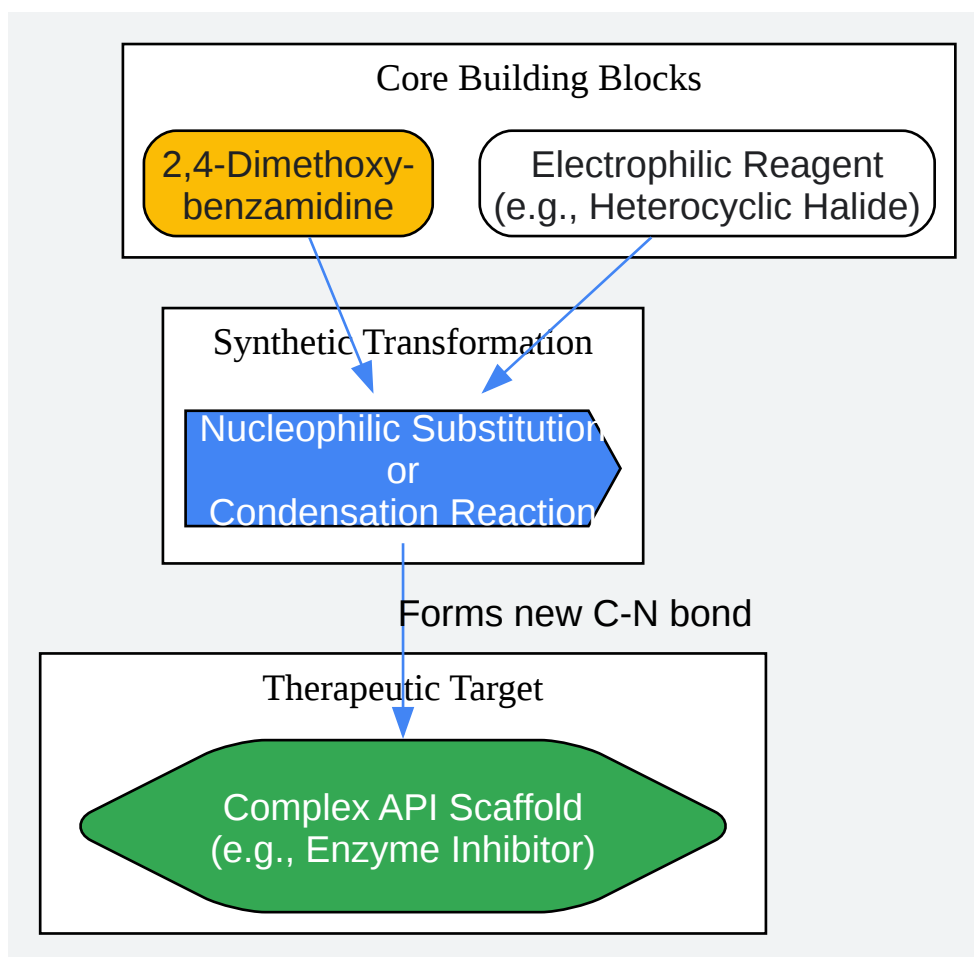 Core Building Blocks
2,4-Dimethoxy-
benzamidine
Electrophilic Reagent
(e.g., Heterocyclic Halide)
Synthetic Transformation
Nucleophilic Substitution
or
Condensation Reaction
Forms new C-N bond
Therapeutic Target
Complex API Scaffold
(e.g., Enzyme Inhibitor)